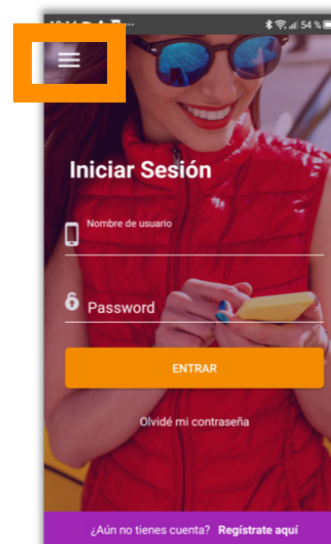 54 %
Iniciar Sesión
Nombre de usuario
Password
ENTRAR
Olvidé mi contraseña
¿Aún no tienes cuenta? Regístrate aquí